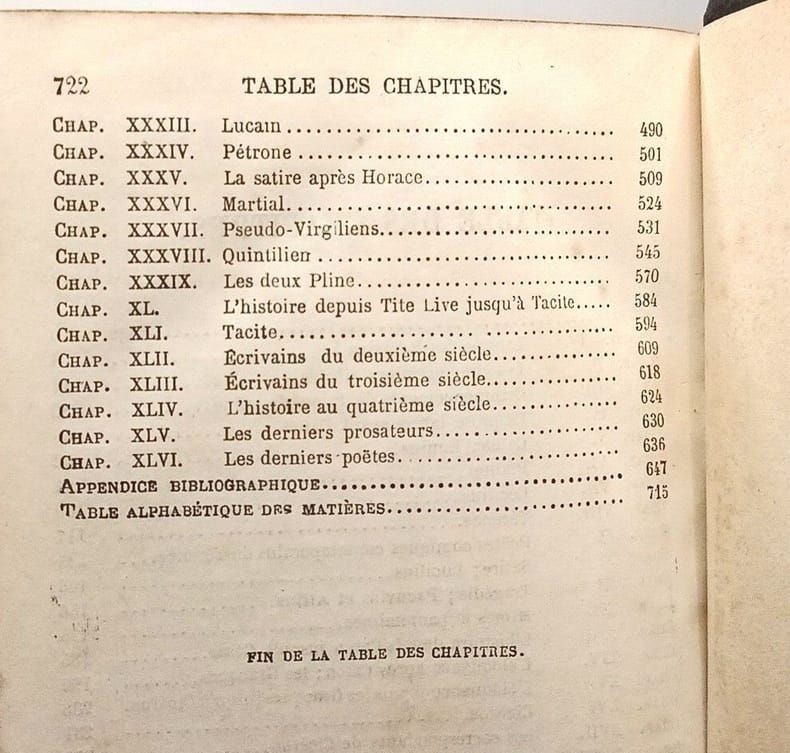 722 TABLE DES CHAPITRES.
CHAP. XXXIII. Lucain ........................................ 490
CHAP. XXXIV. Pétrone ........................................ 501
CHAP. XXXV. La satire après Horace........................ 509
CHAP. XXXVI. Martial........................................ 524
CHAP. XXXVII. Pseudo-Virgiliens............................. 531
CHAP. XXXVIII. Quintilien .................................. 545
CHAP. XXXIX. Les deux Pline................................ 570
CHAP. XL. L'histoire depuis Tite Live jusqu'à Tacite..... 584
CHAP. XLI. Tacite........................................ 594
CHAP. XLII. Écrivains du deuxième siècle............... 609
CHAP. XLIII. Écrivains du troisième siècle............... 618
CHAP. XLIV. L'histoire au quatrième siècle............... 624
CHAP. XLV. Les derniers prosateurs...................... 630
CHAP. XLVI. Les derniers poëtes.......................... 636
APPENDICE BIBLIOGRAPHIQUE................................ 647
TABLE ALPHABÉTIQUE DES MATIÈRES.......................... 715
FIN DE LA TABLE DES CHAPITRES.